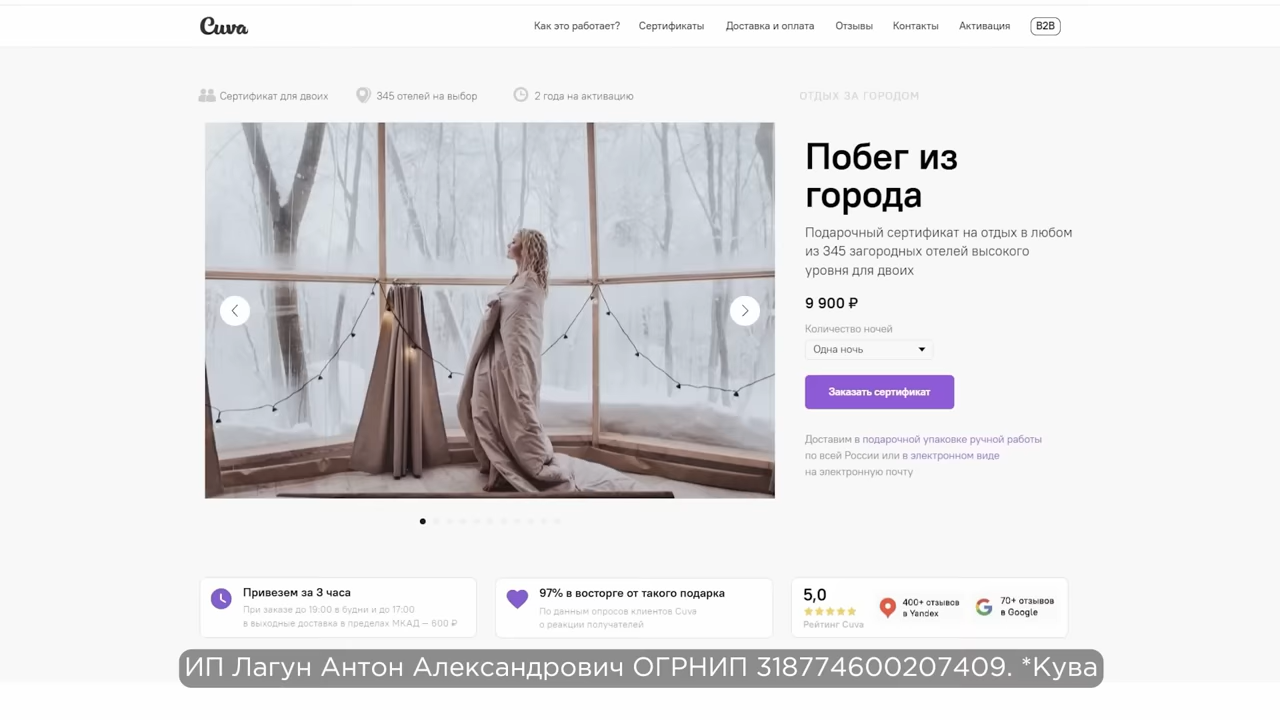 Cuva
Как это работает? Сертификаты Доставка и оплата Отзывы Контакты Активация B2B
Сертификат для двоих 345 отелей на выбор 2 года на активацию
ОТДЫХ ЗА ГОРОДОМ
Побег из
города
Подарочный сертификат на отдых в любом
из 345 загородных отелей высокого
уровня для двоих
9 900 ₽
Количество ночей
Одна ночь
Заказать сертификат
Доставим в подарочной упаковке ручной работы
по всей России или в электронном виде
на электронную почту
Привезем за 3 часа
При заказе до 19:00 в будни и до 17:00
в выходные доставка в пределах МКАД — 600 ₽
97% в восторге от такого подарка
По данным опросов клиентов Cuva
о реакции получателей
5,0
Рейтинг Cuva
400+ отзывов
в Yandex
70+ отзывов
в Google
ИП Лагун Антон Александрович ОГРНИП 318774600207409. *Кува